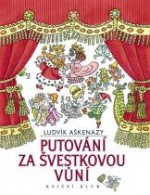 LUDVÍK AŠKENAZY
PUTOVÁNÍ
ZA ŠVESTKOVOU
VŮNÍ
KNIŽNÍ KLUB